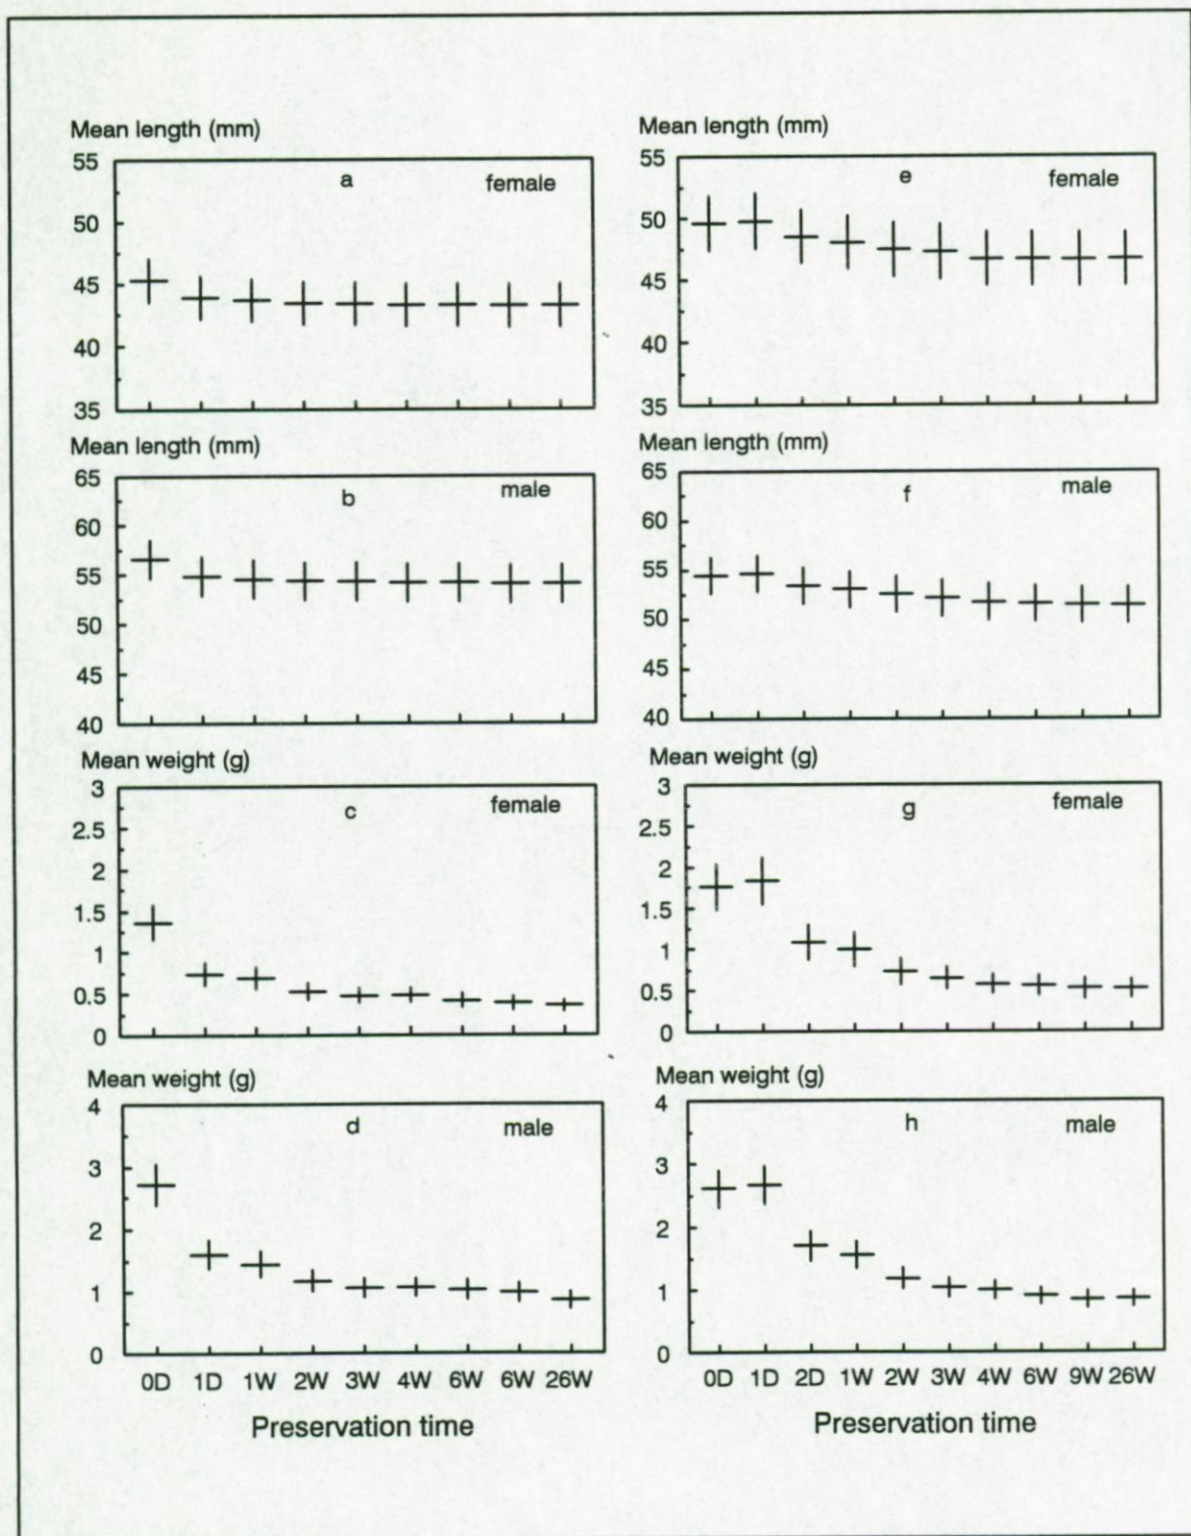 Mean length (mm)
55
50
45
40
35
a
female
Mean length (mm)
65
60
55
50
45
40
b
male
Mean weight (g)
3
2.5
2
1.5
1
0.5
0
c
female
Mean weight (g)
4
3
2
1
0
d
male
0D 1D 1W 2W 3W 4W 6W 6W 26W
Preservation time
Mean length (mm)
55
50
45
40
35
e
female
Mean length (mm)
65
60
55
50
45
40
f
male
Mean weight (g)
3
2.5
2
1.5
1
0.5
0
g
female
Mean weight (g)
4
3
2
1
0
h
male
0D 1D 2D 1W 2W 3W 4W 6W 9W 26W
Preservation time